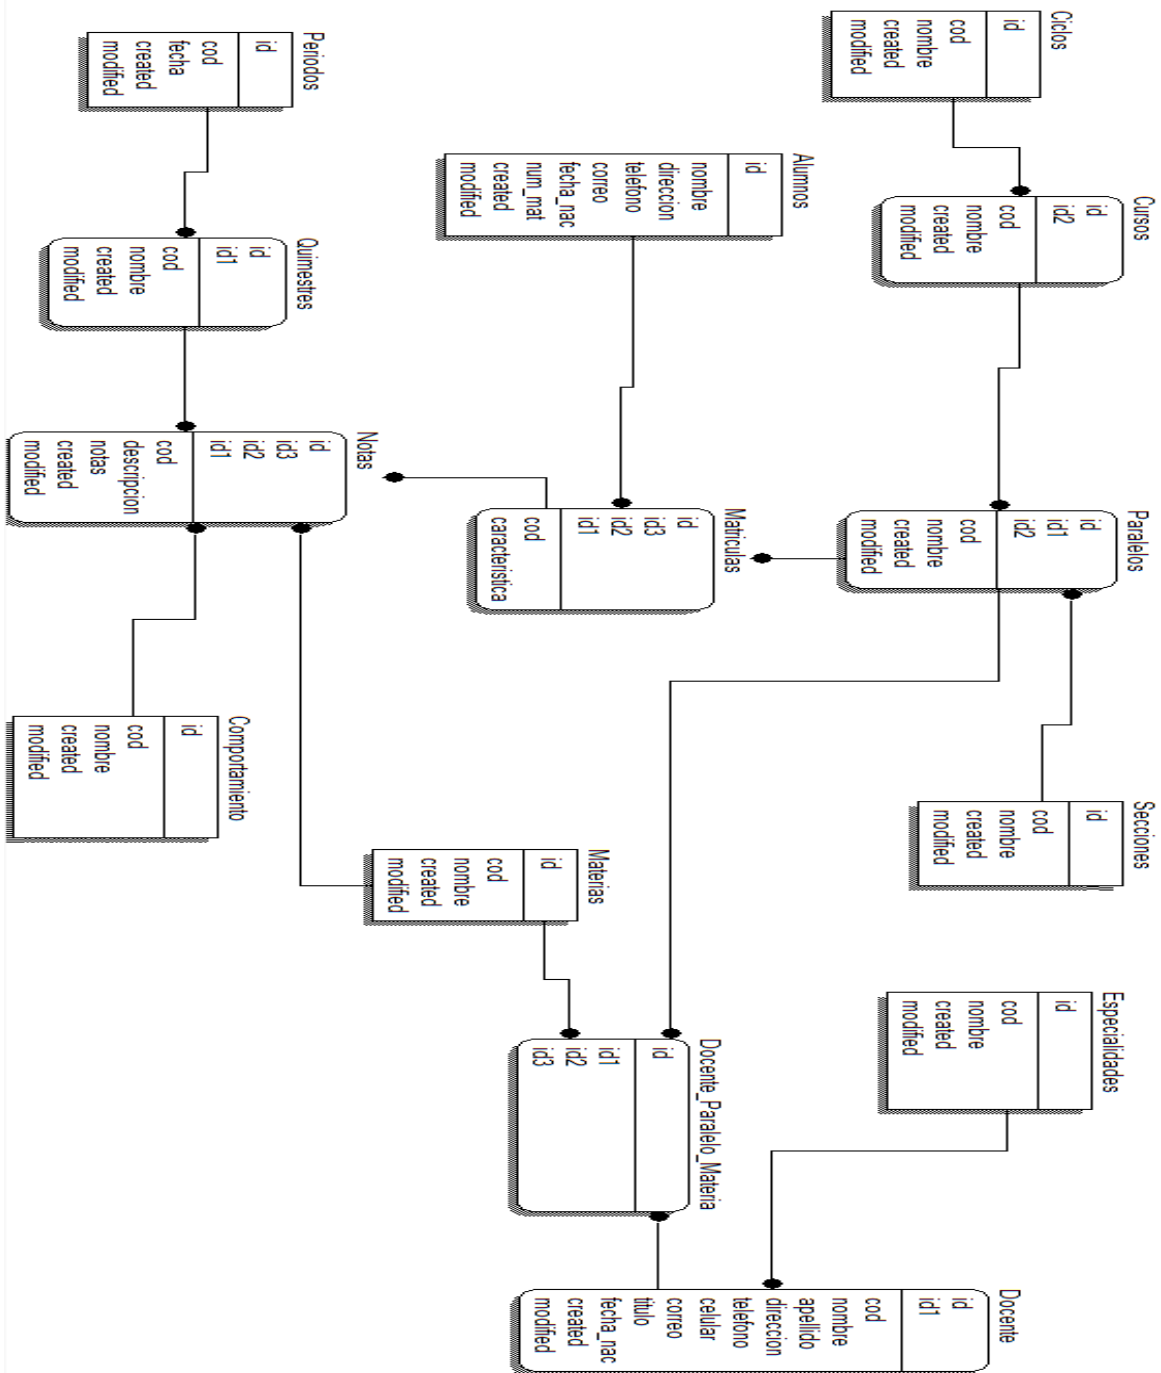 Ciclos
id
cod
nombre
created
modified
Cursos
id
id2
cod
nombre
created
modified
Paralelos
id
id1
id2
cod
nombre
created
modified
Secciones
id
cod
nombre
created
modified
Especialidades
id
cod
nombre
created
modified
Docente
id
id1
cod
nombre
apellido
direccion
telefono
celular
correo
titulo
fecha_nac
created
modified
Alumnos
id
nombre
direccion
telefono
correo
fecha_nac
num_mat
created
modified
Matriculas
id
id3
id2
id1
cod
caracteristica
Docente_Paralelo_Materia
id
id1
id2
id3
Materias
id
cod
nombre
created
modified
Periodos
id
cod
fecha
created
modified
Quimestres
id
id1
cod
nombre
created
modified
Notas
id
id3
id2
id1
cod
descripcion
notas
created
modified
Comportamiento
id
cod
nombre
created
modified